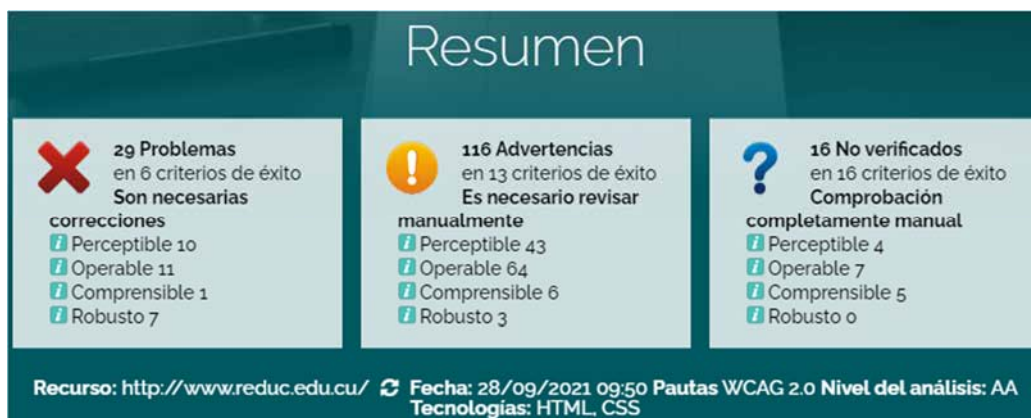 Resumen
29 Problemas
en 6 criterios de éxito
Son necesarias
correcciones
Perceptible 10
Operable 11
Comprensible 1
Robusto 7
116 Advertencias
en 13 criterios de éxito
Es necesario revisar
manualmente
Perceptible 43
Operable 64
Comprensible 6
Robusto 3
16 No verificados
en 16 criterios de éxito
Comprobación
completamente manual
Perceptible 4
Operable 7
Comprensible 5
Robusto 0
Recurso: http://www.reduc.edu.cu/ Fecha: 28/09/2021 09:50 Pautas WCAG 2.0 Nivel del análisis: AA
Tecnologías: HTML, CSS